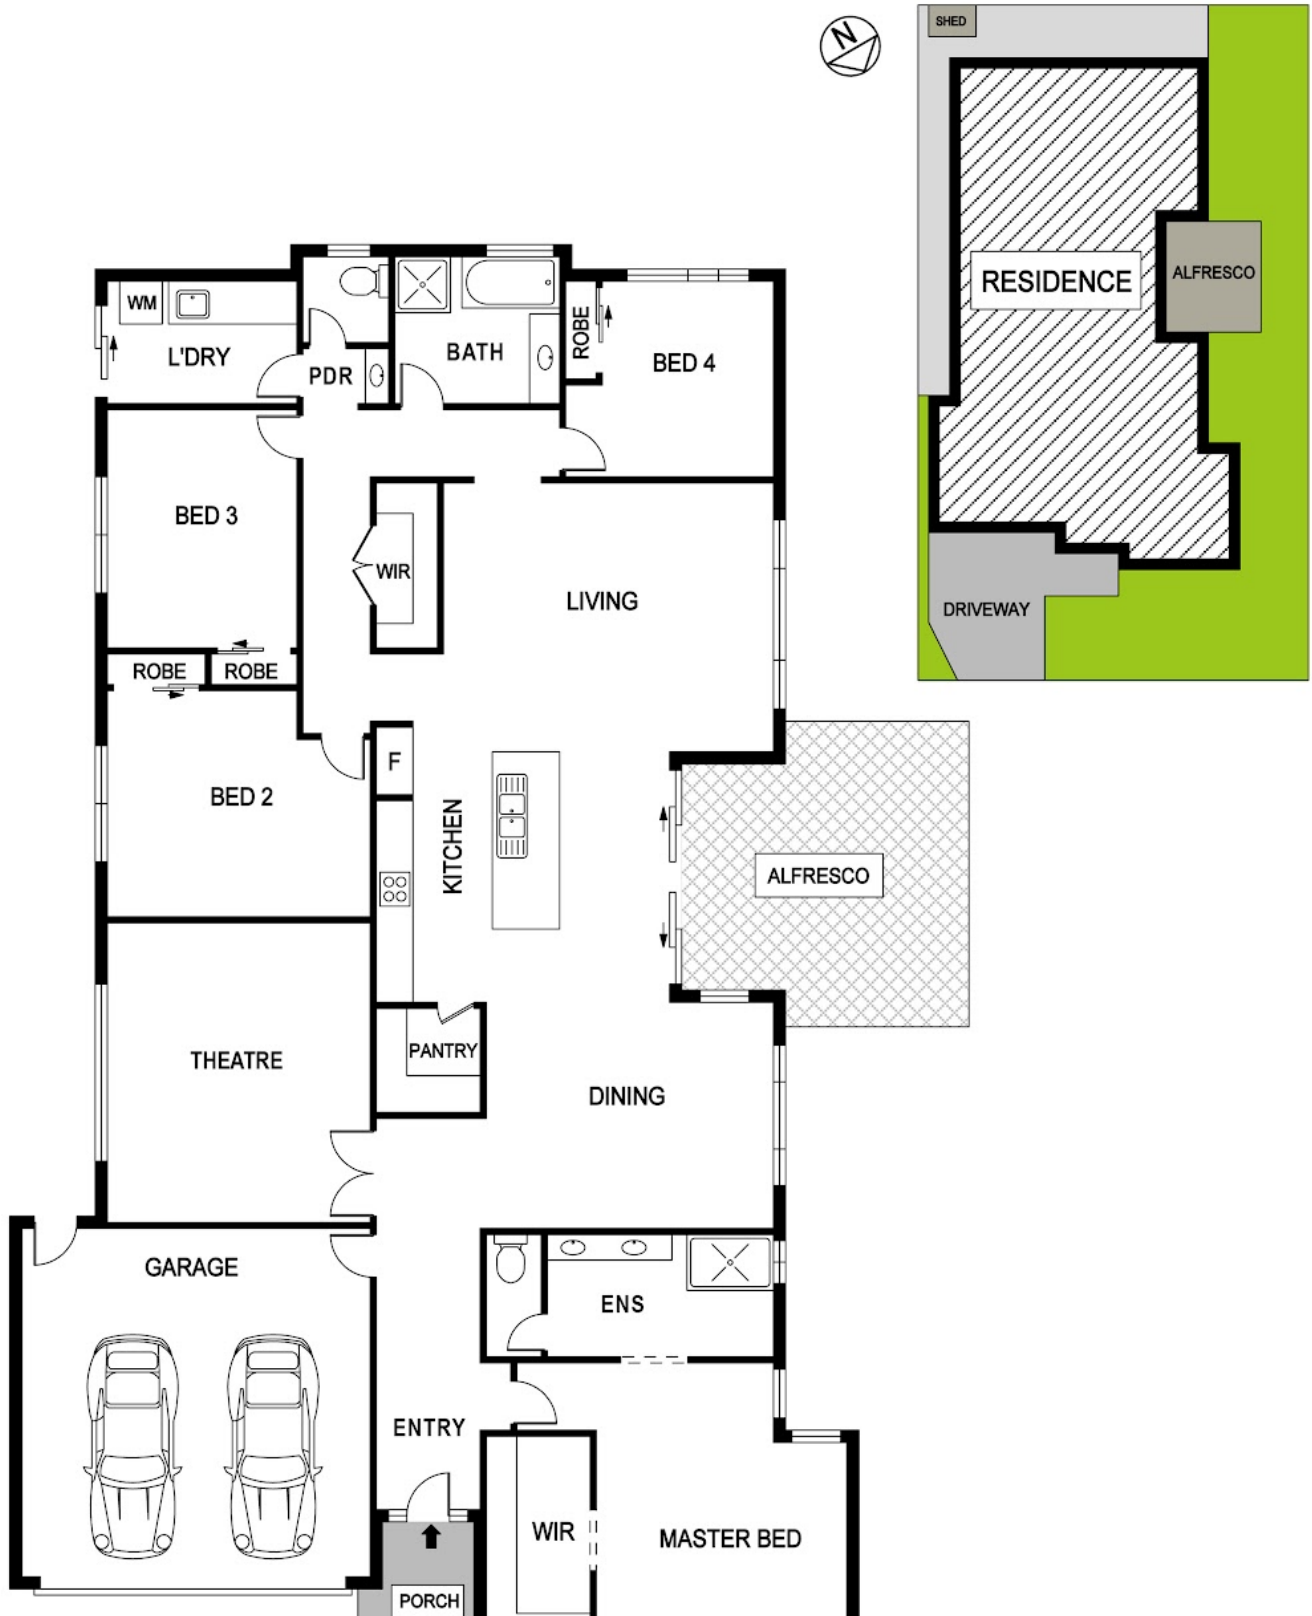 N
SHED
RESIDENCE
ALFRESCO
DRIVEWAY
WM
L'DRY
PDR
BATH
ROBE
BED 4
BED 3
WIR
LIVING
ROBE
ROBE
F
BED 2
KITCHEN
ALFRESCO
THEATRE
PANTRY
DINING
GARAGE
ENS
ENTRY
WIR
MASTER BED
PORCH